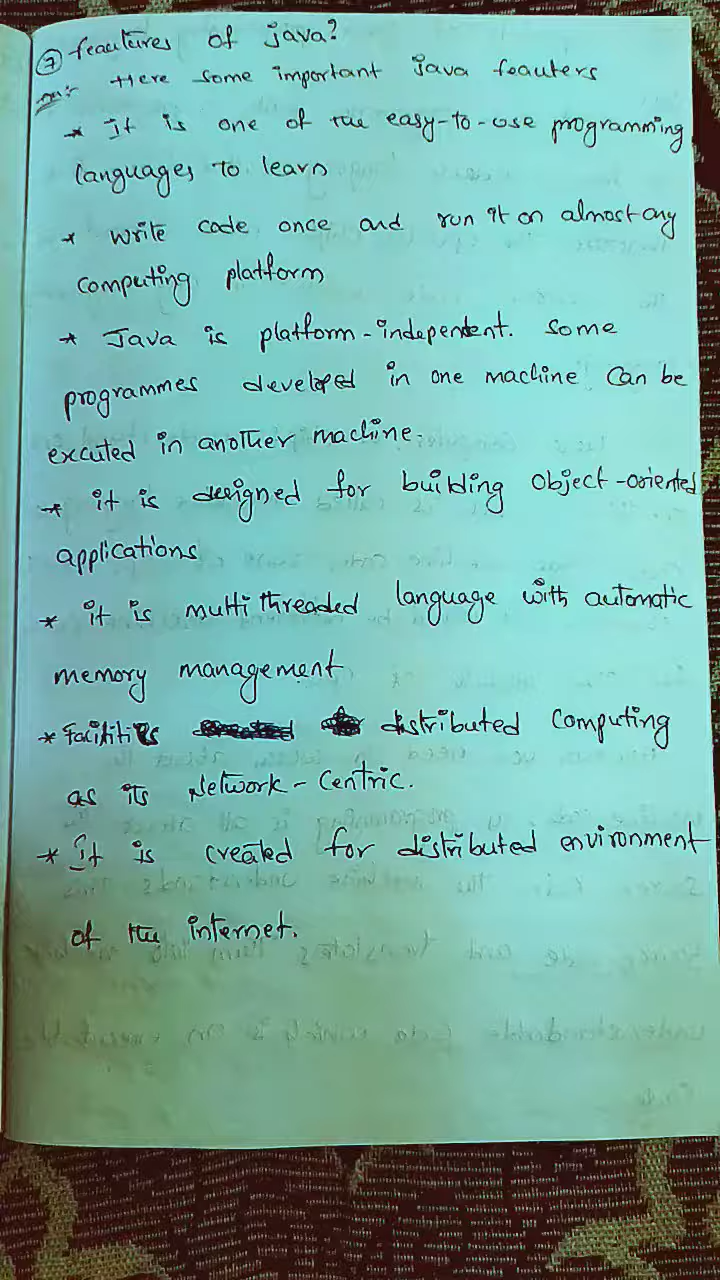 ⑦ feautures of java?
Ans:- Here some important java feauters
* It is one of the easy-to-use programming
languages to learn
* write code once and run it on almost any
computing platform
* Java is platform-independent. Some
programmes developed in one machine can be
excuted in another machine.
* it is designed for building object-oriented
applications
* it is multi threaded language with automatic
memory management
* Facilities distributed computing
as its Network-Centric.
* It is created for distributed environment
of the internet.